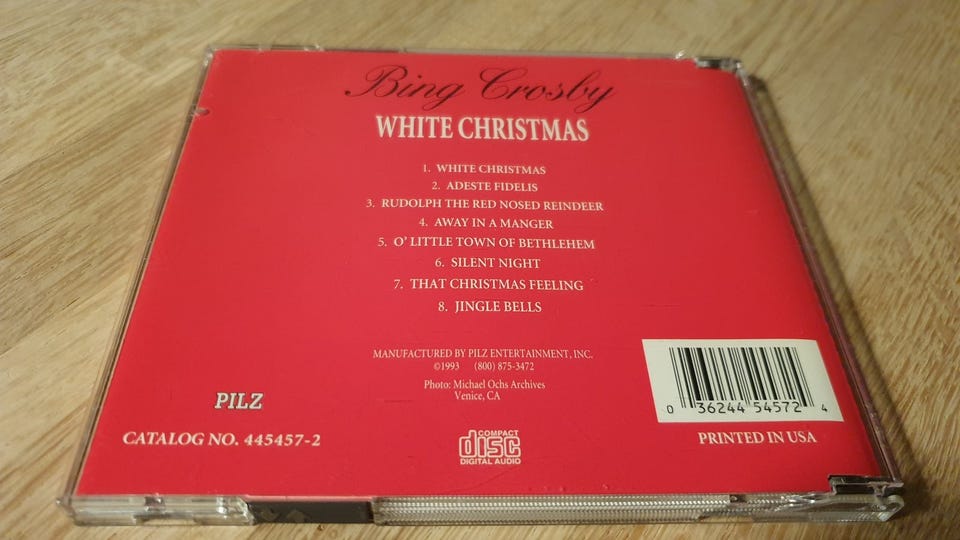 Bing Crosby
WHITE CHRISTMAS
1. WHITE CHRISTMAS
2. ADESTE FIDELIS
3. RUDOLPH THE RED NOSED REINDEER
4. AWAY IN A MANGER
5. O' LITTLE TOWN OF BETHLEHEM
6. SILENT NIGHT
7. THAT CHRISTMAS FEELING
8. JINGLE BELLS
MANUFACTURED BY PILZ ENTERTAINMENT, INC.
©1993 (800) 875-3472
Photo: Michael Ochs Archives
Venice, CA
PILZ
CATALOG NO. 445457-2
COMPACT
disc
DIGITAL AUDIO
0 36244 54572 4
PRINTED IN USA